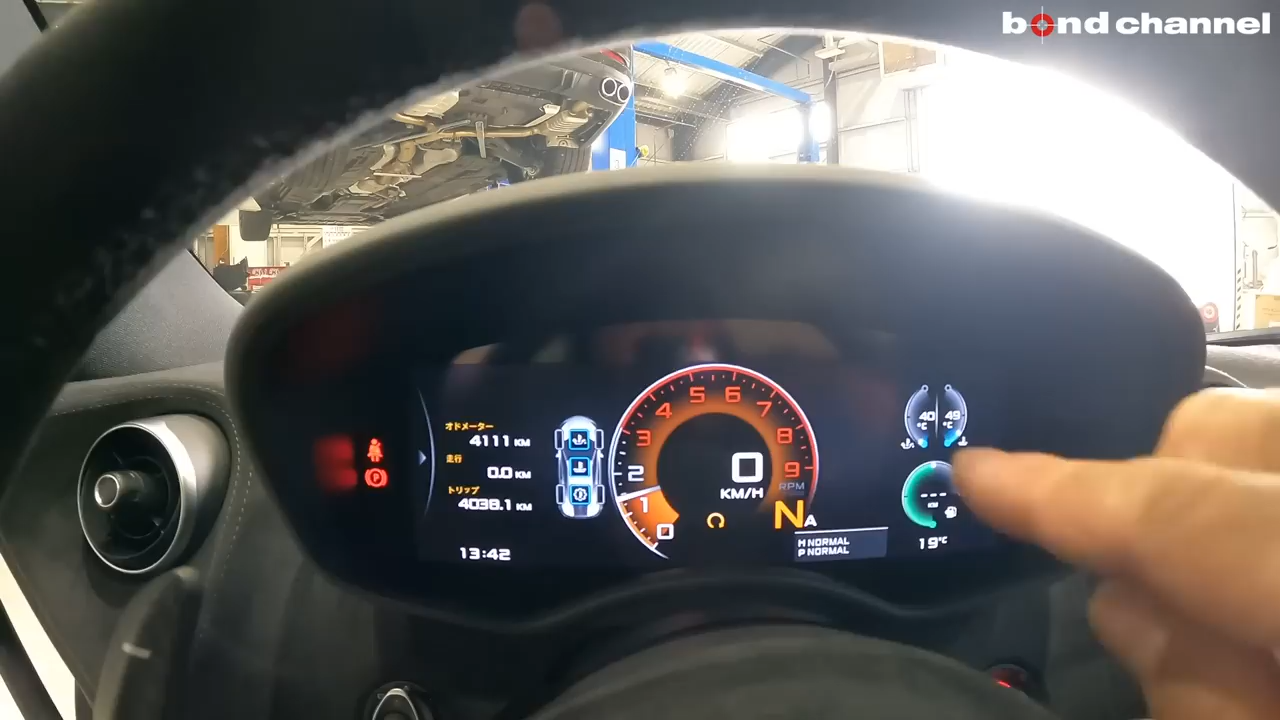 bond channel
オドメーター
4111 KM
走行
0.0 KM
トリップ
4038.1 KM
13:42
0 1 2 3 4 5 6 7 8 9
RPM
0
KM/H
N A
H NORMAL
P NORMAL
40 °C
49 °C
--- KM
19°C